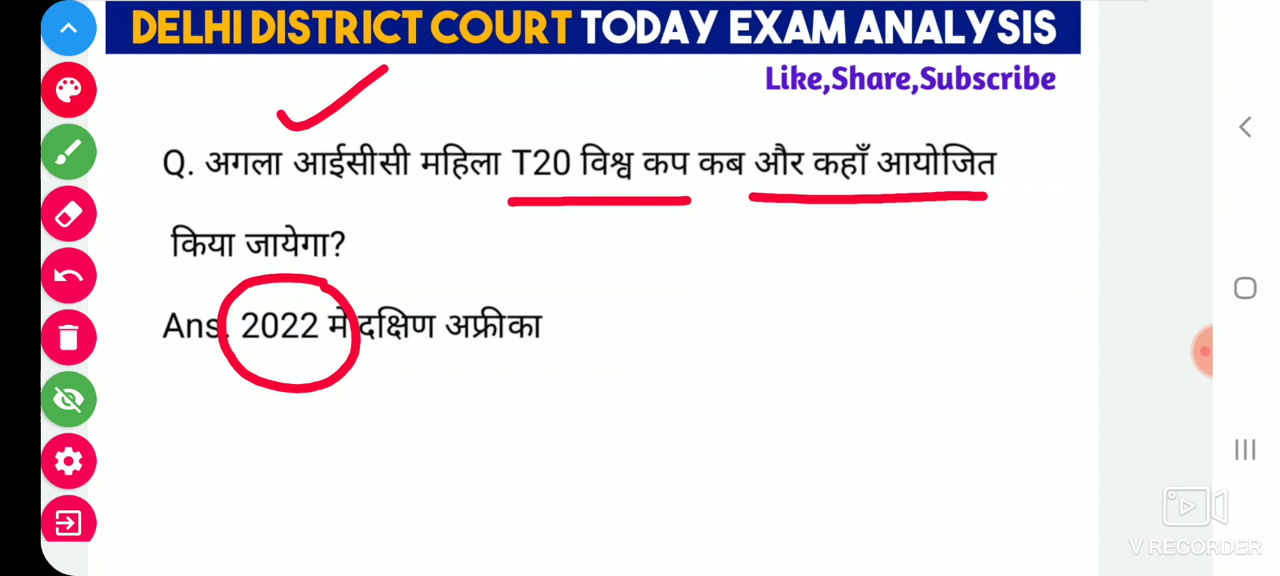 DELHI DISTRICT COURT TODAY EXAM ANALYSIS
Like,Share,Subscribe
Q. अगला आईसीसी महिला T20 विश्व कप कब और कहाँ आयोजित
किया जायेगा?
Ans. 2022 मे दक्षिण अफ्रीका
V RECORDER